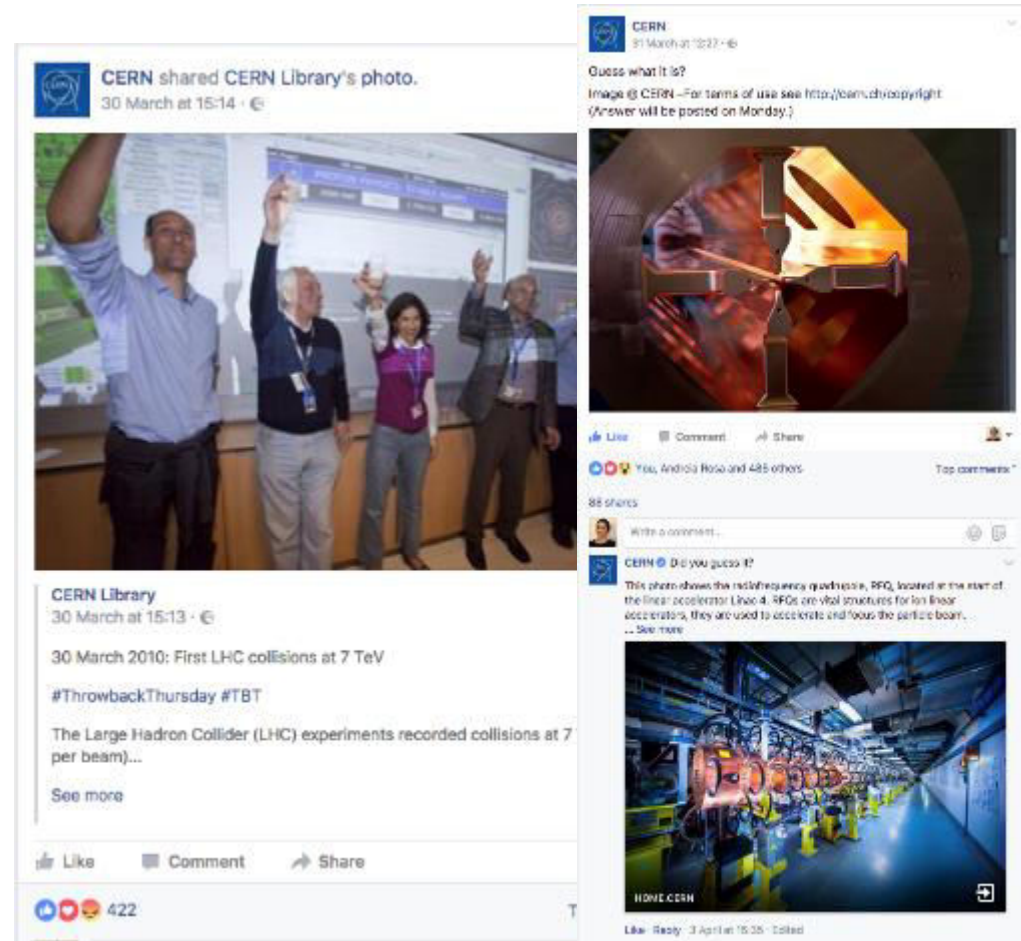 CERN shared CERN Library's photo.
30 March at 15:14
CERN Library
30 March at 15:13
30 March 2010: First LHC collisions at 7 TeV
#ThrowbackThursday #TBT
The Large Hadron Collider (LHC) experiments recorded collisions at 7
per beam)...
See more
Like Comment Share
422
T
CERN
31 March at 12:27
Guess what it is?
Image @ CERN –For terms of use see http://cern.ch/copyright
(Answer will be posted on Monday.)
Like Comment Share
You, Andreia Rosa and 485 others Top comments
88 shares
Write a comment...
CERN Did you guess it?
This photo shows the radiofrequency quadrupole, RFQ, located at the start of
the linear accelerator Linac 4. RFQs are vital structures for ion linear
accelerators, they are used to accelerate and focus the particle beam.
... See more
HOME.CERN
Like · Reply · 3 April at 15:35 · Edited